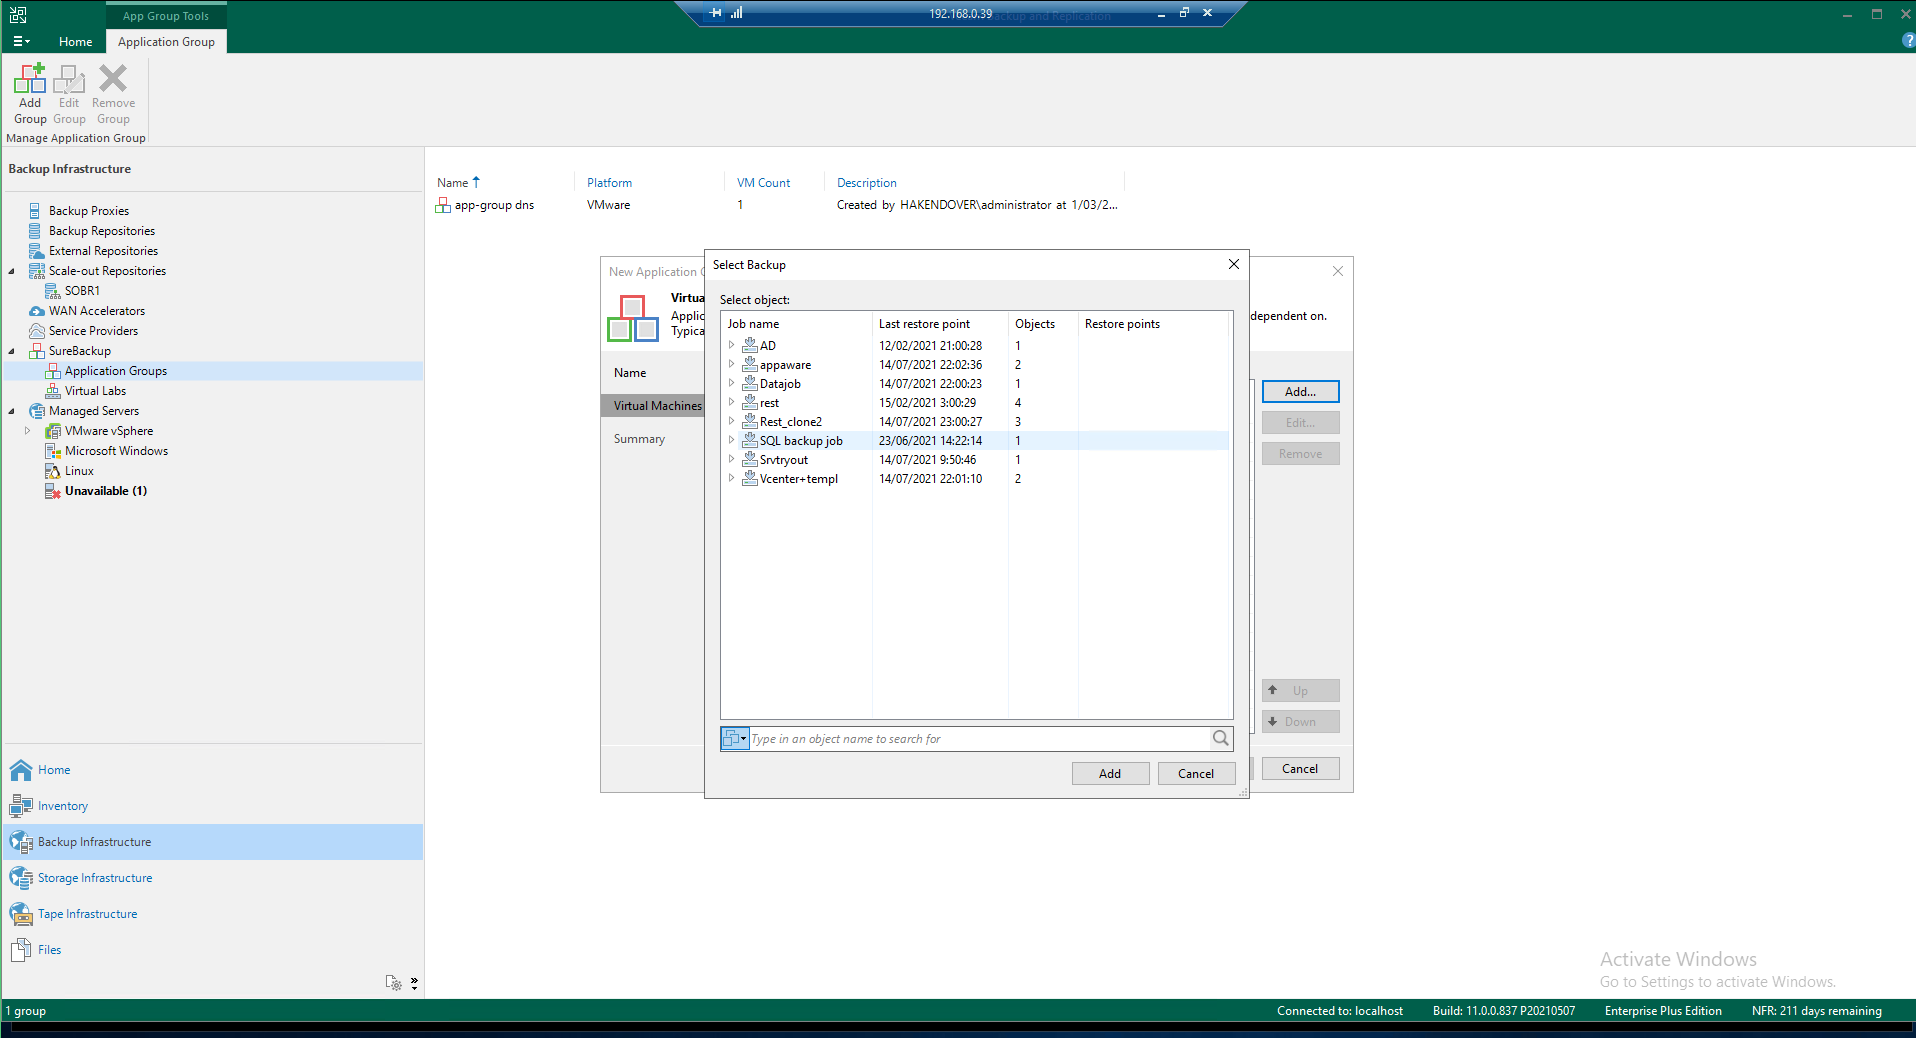 App Group Tools
192.168.0.39
ackup and Replication
Home
Application Group
Add Group
Edit Group
Remove Group
Manage Application Group
Backup Infrastructure
Backup Proxies
Backup Repositories
External Repositories
Scale-out Repositories
SOBR1
WAN Accelerators
Service Providers
SureBackup
Application Groups
Virtual Labs
Managed Servers
VMware vSphere
Microsoft Windows
Linux
Unavailable (1)
Home
Inventory
Backup Infrastructure
Storage Infrastructure
Tape Infrastructure
Files
Name Platform VM Count Description
app-group dns VMware 1 Created by HAKENDOVER\administrator at 1/03/2...
New Application G
Virtua
Applic
Typica
dependent on.
Name
Virtual Machines
Summary
Add...
Edit...
Remove
Up
Down
Cancel
Select Backup
Select object:
Job name Last restore point Objects Restore points
AD 12/02/2021 21:00:28 1
appaware 14/07/2021 22:02:36 2
Datajob 14/07/2021 22:00:23 1
rest 15/02/2021 3:00:29 4
Rest_clone2 14/07/2021 23:00:27 3
SQL backup job 23/06/2021 14:22:14 1
Srvtryout 14/07/2021 9:50:46 1
Vcenter+templ 14/07/2021 22:01:10 2
Type in an object name to search for
Add
Cancel
Activate Windows
Go to Settings to activate Windows.
1 group
Connected to: localhost
Build: 11.0.0.837 P20210507
Enterprise Plus Edition
NFR: 211 days remaining